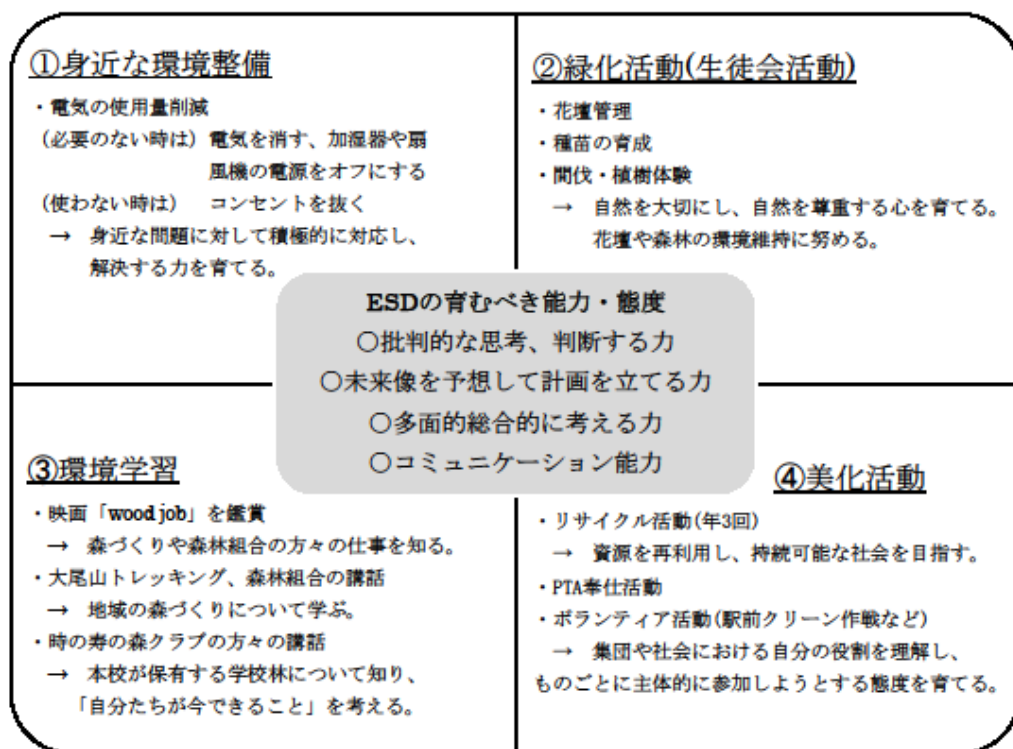 ①身近な環境整備
・電気の使用量削減
(必要のない時は) 電気を消す、加湿器や扇
風機の電源をオフにする
(使わない時は) コンセントを抜く
→ 身近な問題に対して積極的に対応し、
解決する力を育てる。
②緑化活動(生徒会活動)
・花壇管理
・種苗の育成
・間伐・植樹体験
→ 自然を大切にし、自然を尊重する心を育てる。
花壇や森林の環境維持に努める。
ESDの育むべき能力・態度
○批判的な思考、判断する力
○未来像を予想して計画を立てる力
○多面的総合的に考える力
○コミュニケーション能力
③環境学習
・映画「wood job」を鑑賞
→ 森づくりや森林組合の方々の仕事を知る。
・大尾山トレッキング、森林組合の講話
→ 地域の森づくりについて学ぶ。
・時の寿の森クラブの方々の講話
→ 本校が保有する学校林について知り、
「自分たちが今できること」を考える。
④美化活動
・リサイクル活動(年3回)
→ 資源を再利用し、持続可能な社会を目指す。
・PTA奉仕活動
・ボランティア活動(駅前クリーン作戦など)
→ 集団や社会における自分の役割を理解し、
ものごとに主体的に参加しようとする態度を育てる。